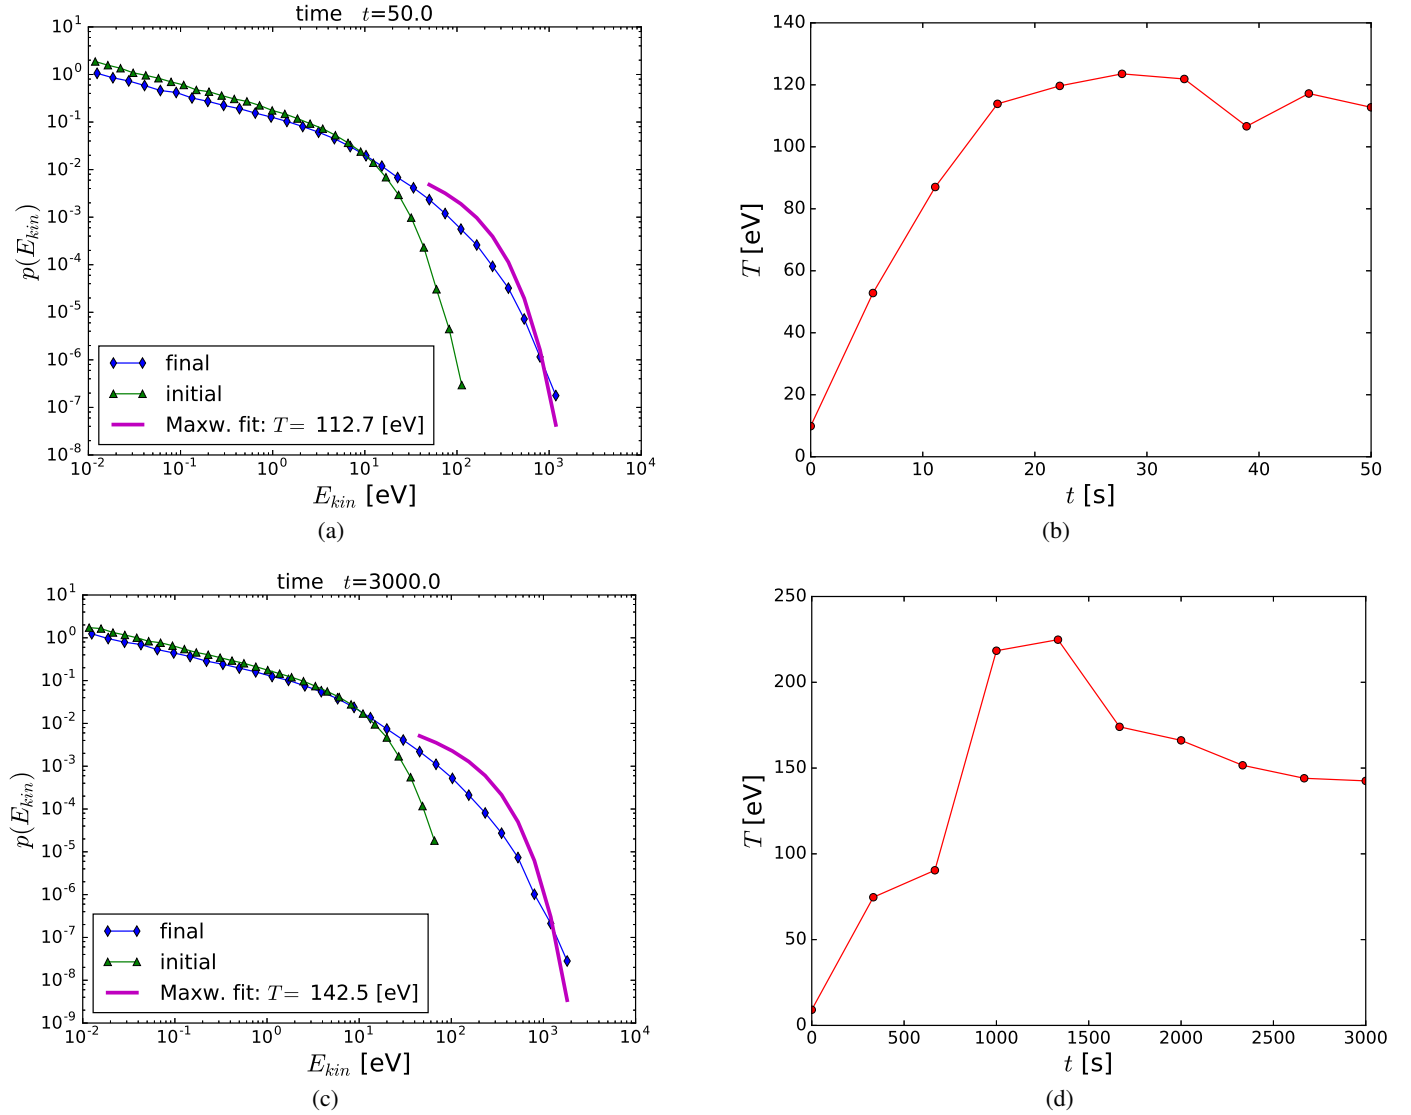 time t=50.0
10^1
10^0
10^-1
10^-2
10^-3
10^-4
10^-5
10^-6
10^-7
10^-8
p(E_kin)
final
initial
Maxw. fit: T= 112.7 [eV]
10^-2 10^-1 10^0 10^1 10^2 10^3 10^4
E_kin [eV]
(a)
140
120
100
80
60
40
20
0
T [eV]
0 10 20 30 40 50
t [s]
(b)
time t=3000.0
10^1
10^0
10^-1
10^-2
10^-3
10^-4
10^-5
10^-6
10^-7
10^-8
10^-9
p(E_kin)
final
initial
Maxw. fit: T= 142.5 [eV]
10^-2 10^-1 10^0 10^1 10^2 10^3 10^4
E_kin [eV]
(c)
250
200
150
100
50
0
T [eV]
0 500 1000 1500 2000 2500 3000
t [s]
(d)